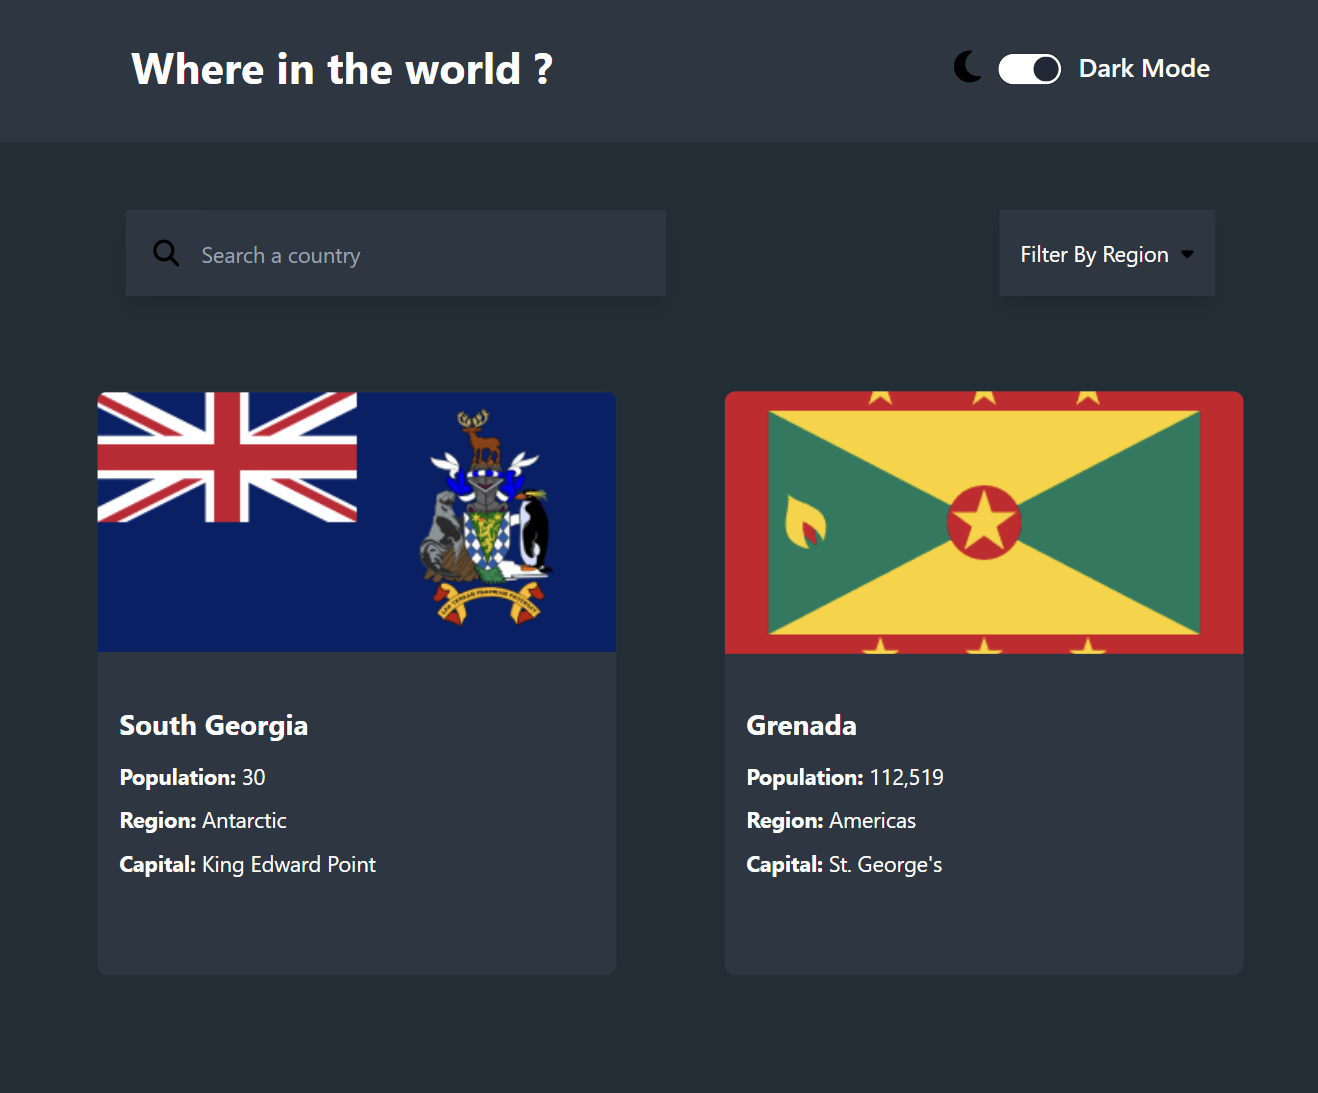 Where in the world ?
Dark Mode
Search a country
Filter By Region
South Georgia
Population: 30
Region: Antarctic
Capital: King Edward Point
Grenada
Population: 112,519
Region: Americas
Capital: St. George's